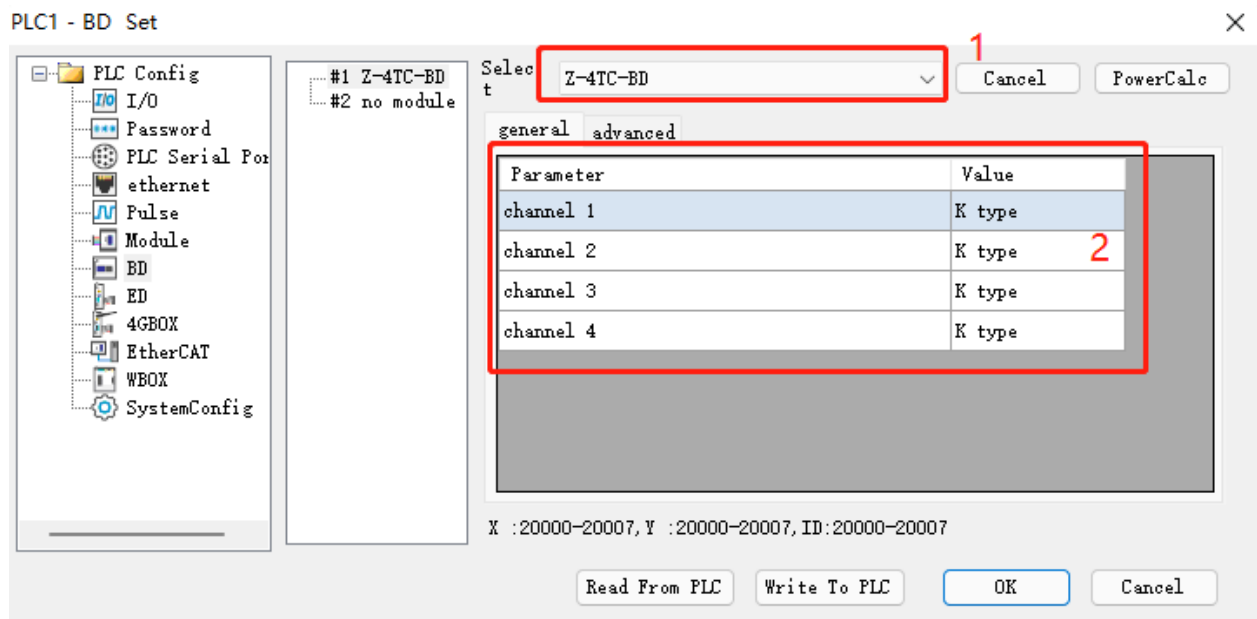 PLC1 - BD Set
PLC Config
I/O
I/O
Password
PLC Serial Por
ethernet
Pulse
Module
BD
ED
4GBOX
EtherCAT
WBOX
SystemConfig
#1 Z-4TC-BD
#2 no module
Selec
t
Z-4TC-BD
1
Cancel
PowerCalc
general
advanced
Parameter Value
channel 1 K type
channel 2 K type
2
channel 3 K type
channel 4 K type
X :20000-20007,Y :20000-20007,ID:20000-20007
Read From PLC
Write To PLC
OK
Cancel